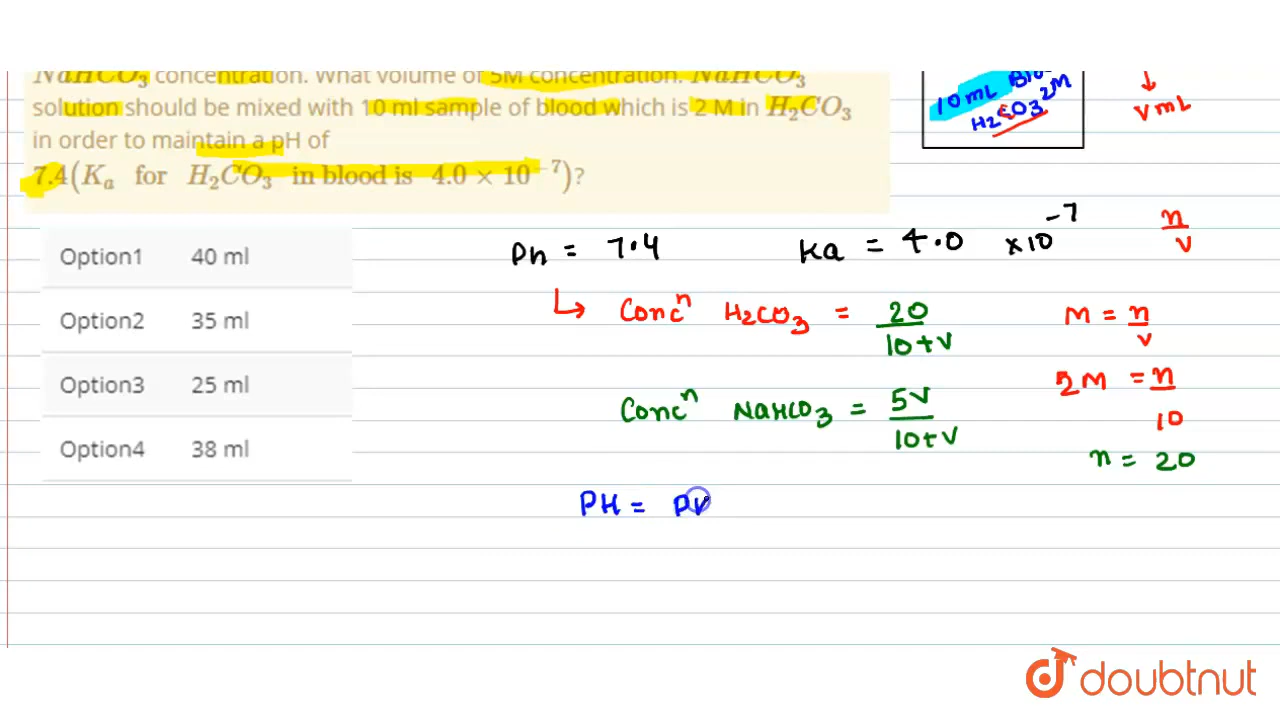 NaHCO3 concentration. What volume of 5M concentration. NaHCO3
solution should be mixed with 10 ml sample of blood which is 2 M in H2CO3
in order to maintain a pH of
7.4(Ka for H2CO3 in blood is 4.0 × 10^-7)?
Option1 40 ml
Option2 35 ml
Option3 25 ml
Option4 38 ml
10mL
H2CO3 2M
↓
v mL
Ph = 7.4 Ka = 4.0 ×10^-7
n/v
↳ Conc^n H2CO3 = 20/10+V
Conc^n NaHCO3 = 5V/10+V
M = n/v
2M = n/10
n = 20
PH =
doubtnut